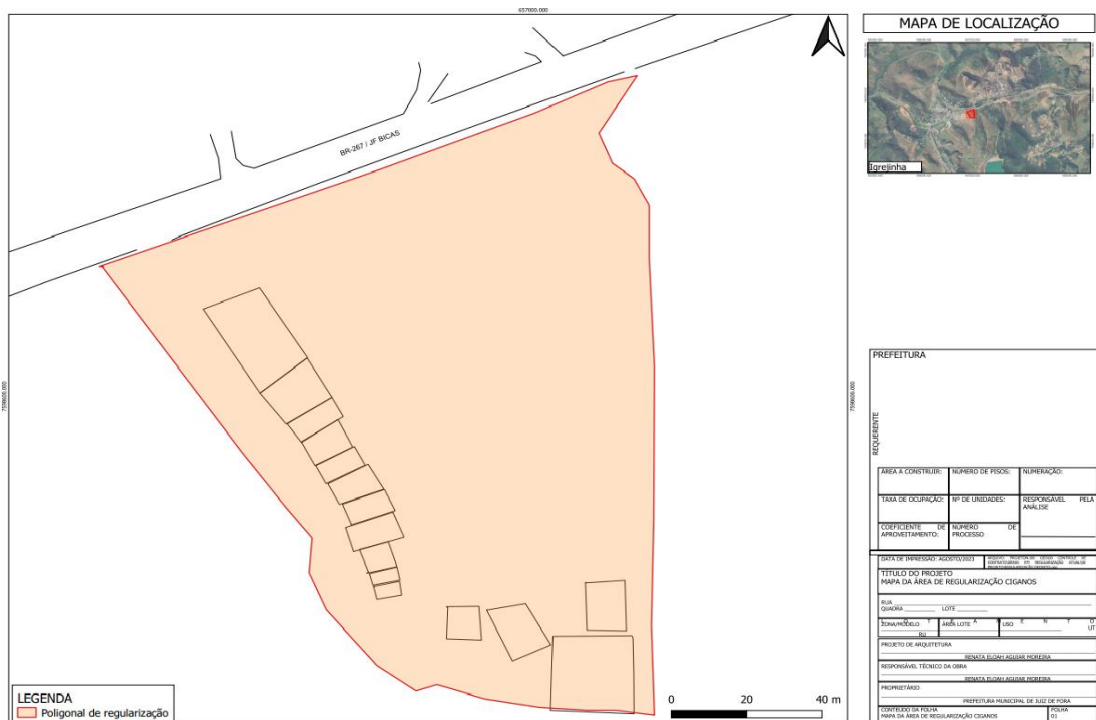 657000.000
MAPA DE LOCALIZAÇÃO
BR-267 / JF BICAS
Igrejinha
7598600.000
7598600.000
PREFEITURA
REQUERENTE
ÁREA A CONSTRUIR:
NÚMERO DE PISOS:
NUMERAÇÃO:
TAXA DE OCUPAÇÃO:
Nº DE UNIDADES:
RESPONSÁVEL PELA
ANÁLISE
COEFICIENTE DE
APROVEITAMENTO:
NÚMERO DE
PROCESSO
DATA DE IMPRESSÃO: AGOSTO/2023
TÍTULO DO PROJETO
MAPA DA ÁREA DE REGULARIZAÇÃO CIGANOS
RUA
QUADRA LOTE
L O T E A M E N T O
ZONA/MODELO
RU
ÁREA LOTE
USO
UT
PROJETO DE ARQUITETURA
RENATA ELOAH AGUIAR MOREIRA
RESPONSÁVEL TÉCNICO DA OBRA
RENATA ELOAH AGUIAR MOREIRA
PROPRIETÁRIO
PREFEITURA MUNICIPAL DE JUIZ DE FORA
CONTEÚDO DA FOLHA
MAPA DA ÁREA DE REGULARIZAÇÃO CIGANOS
FOLHA
01
LEGENDA
Poligonal de regularização
0 20 40 m